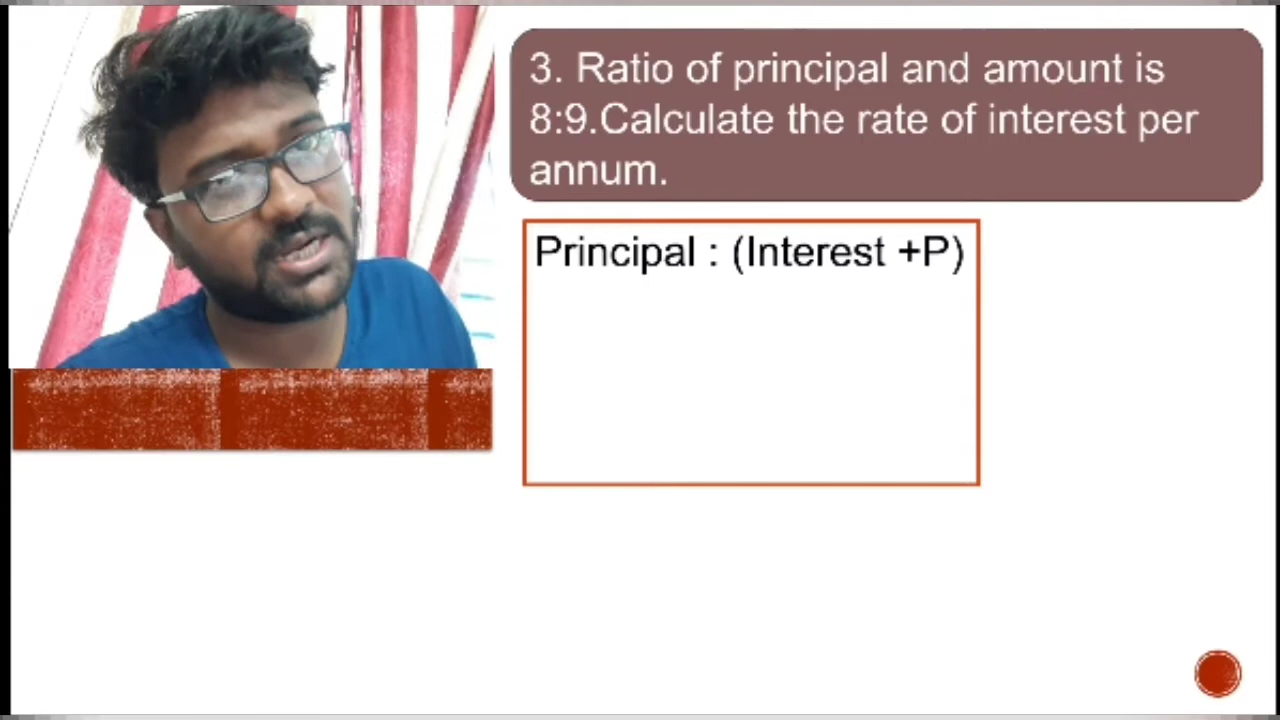 3. Ratio of principal and amount is
8:9.Calculate the rate of interest per
annum.
Principal : (Interest +P)